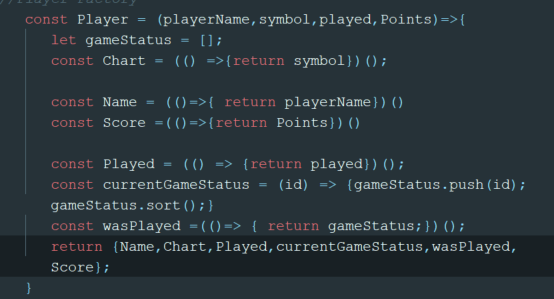 //Player Factory
const Player = (playerName,symbol,played,Points)=>{
let gameStatus = [];
const Chart = (() =>{return symbol})();
const Name = (()=>{ return playerName})()
const Score =(()=>{return Points})()
const Played = (() => {return played})();
const currentGameStatus = (id) => {gameStatus.push(id);
gameStatus.sort();}
const wasPlayed =(()=> { return gameStatus;})();
return {Name,Chart,Played,currentGameStatus,wasPlayed,
Score};
}